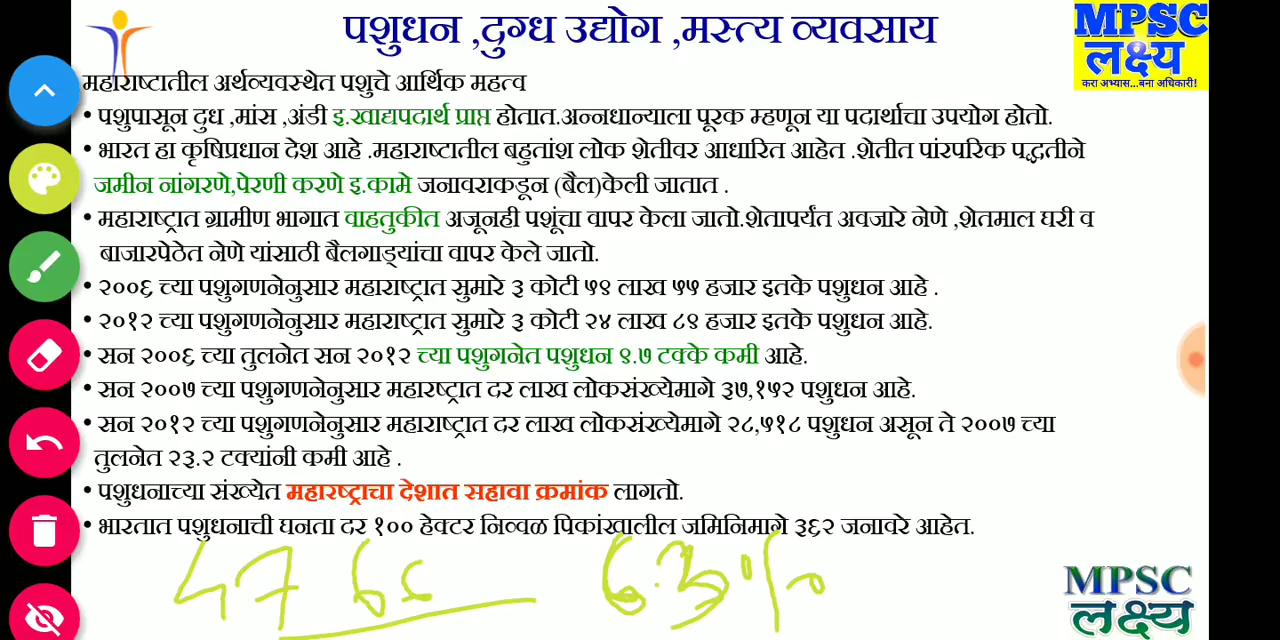 पशुधन ,दुग्ध उद्योग ,मस्त्य व्यवसाय
MPSC
लक्ष्य
करा अभ्यास...बना अधिकारी!
महाराष्टातील अर्थव्यवस्थेत पशुचे आर्थिक महत्व
• पशुपासून दुध ,मांस ,अंडी इ.खाद्यपदार्थ प्राप्त होतात.अन्नधान्याला पूरक म्हणून या पदार्थाचा उपयोग होतो.
• भारत हा कृषिप्रधान देश आहे .महाराष्टातील बहुतांश लोक शेतीवर आधारित आहेत .शेतीत पांरपरिक पद्धतीने
जमीन नांगरणे,पेरणी करणे इ.कामे जनावराकडून (बैल)केली जातात .
• महाराष्ट्रात ग्रामीण भागात वाहतुकीत अजूनही पशूंचा वापर केला जातो.शेतापर्यंत अवजारे नेणे ,शेतमाल घरी व
बाजारपेठेत नेणे यांसाठी बैलगाड्यांचा वापर केले जातो.
• २००६ च्या पशुगणनेनुसार महाराष्ट्रात सुमारे ३ कोटी ५९ लाख ५५ हजार इतके पशुधन आहे .
• २०१२ च्या पशुगणनेनुसार महाराष्ट्रात सुमारे ३ कोटी २४ लाख ८९ हजार इतके पशुधन आहे.
• सन २००६ च्या तुलनेत सन २०१२ च्या पशुगनेत पशुधन ९.७ टक्के कमी आहे.
• सन २००७ च्या पशुगणनेनुसार महारष्ट्रात दर लाख लोकसंख्येमागे ३७,१५२ पशुधन आहे.
• सन २०१२ च्या पशुगणनेनुसार महाराष्ट्रात दर लाख लोकसंख्येमागे २८,५१८ पशुधन असून ते २००७ च्या
तुलनेत २३.२ टक्यांनी कमी आहे .
• पशुधनाच्या संख्येत महारष्ट्राचा देशात सहावा क्रमांक लागतो.
• भारतात पशुधनाची घनता दर १०० हेक्टर निव्वळ पिकांखालील जमिनिमागे ३६२ जनावरे आहेत.
6.3%
MPSC
लक्ष्य